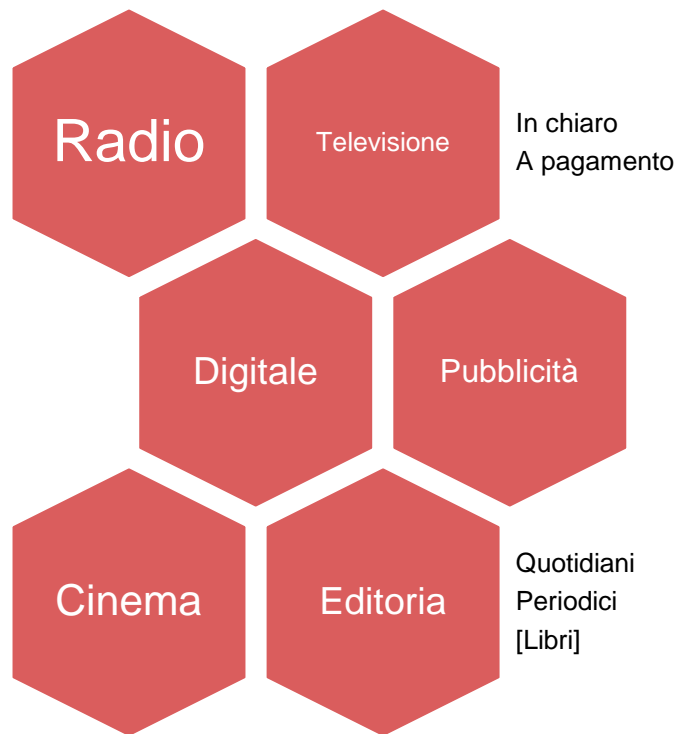 Radio
Televisione
In chiaro
A pagamento
Digitale
Pubblicità
Cinema
Editoria
Quotidiani
Periodici
[Libri]